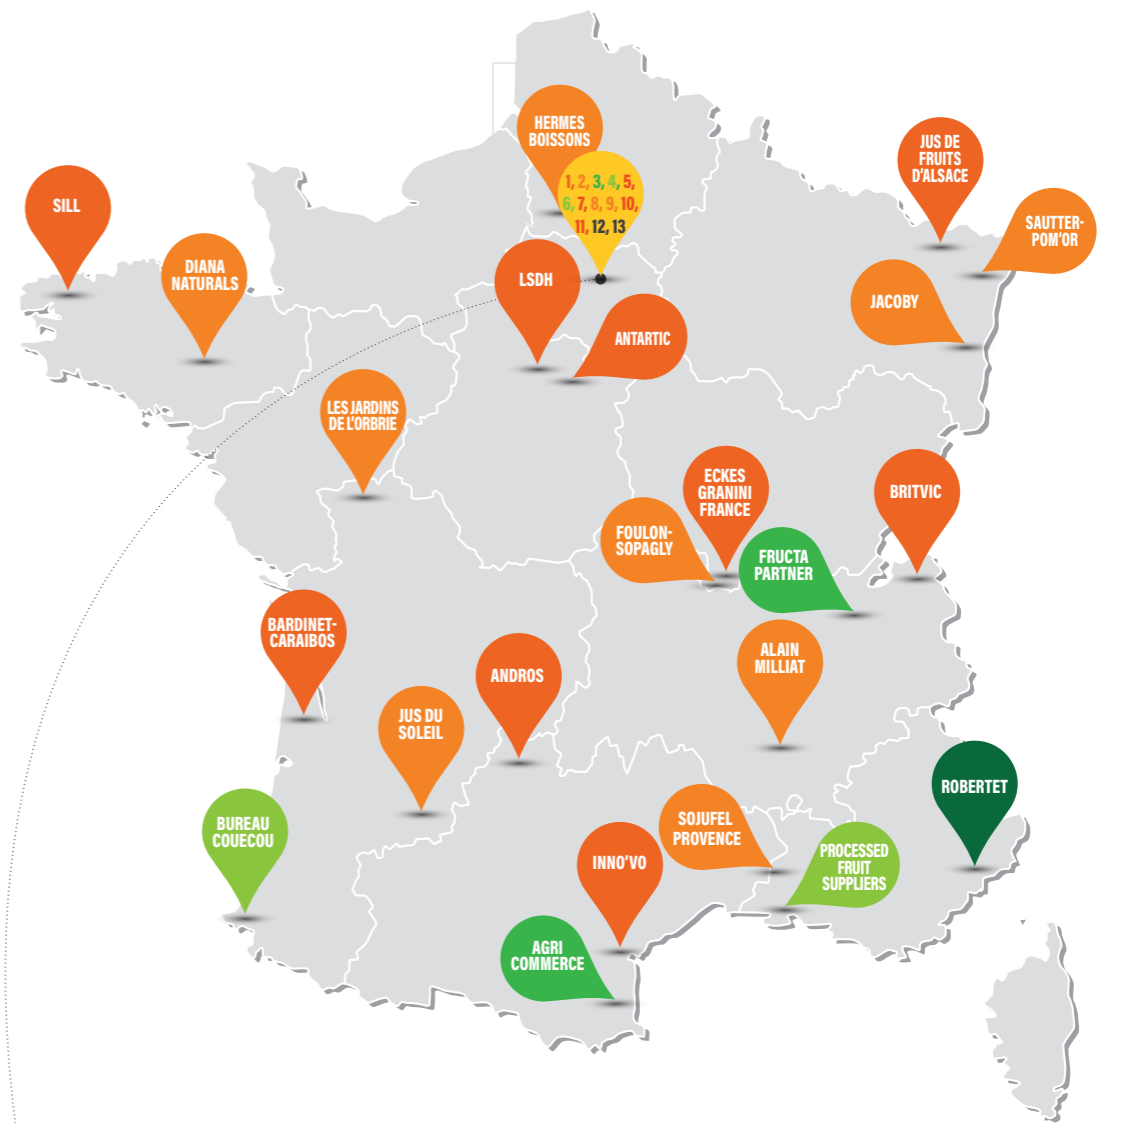 HERMES
BOISSONS
1, 2, 3, 4, 5,
6, 7, 8, 9, 10,
11, 12, 13
JUS DE
FRUITS
D'ALSACE
SILL
SAUTTER-
POM'OR
DIANA
NATURALS
LSDH
JACOBY
ANTARTIC
LES JARDINS
DE L'ORBRIE
ECKES
GRANINI
FRANCE
BRITVIC
FOULON-
SOPAGLY
FRUCTA
PARTNER
BARDINET-
CARAIBOS
ALAIN
MILLIAT
ANDROS
JUS DU
SOLEIL
ROBERTET
BUREAU
COUECOU
SOJUFEL
PROVENCE
INNO'VO
PROCESSED
FRUIT
SUPPLIERS
AGRI
COMMERCE